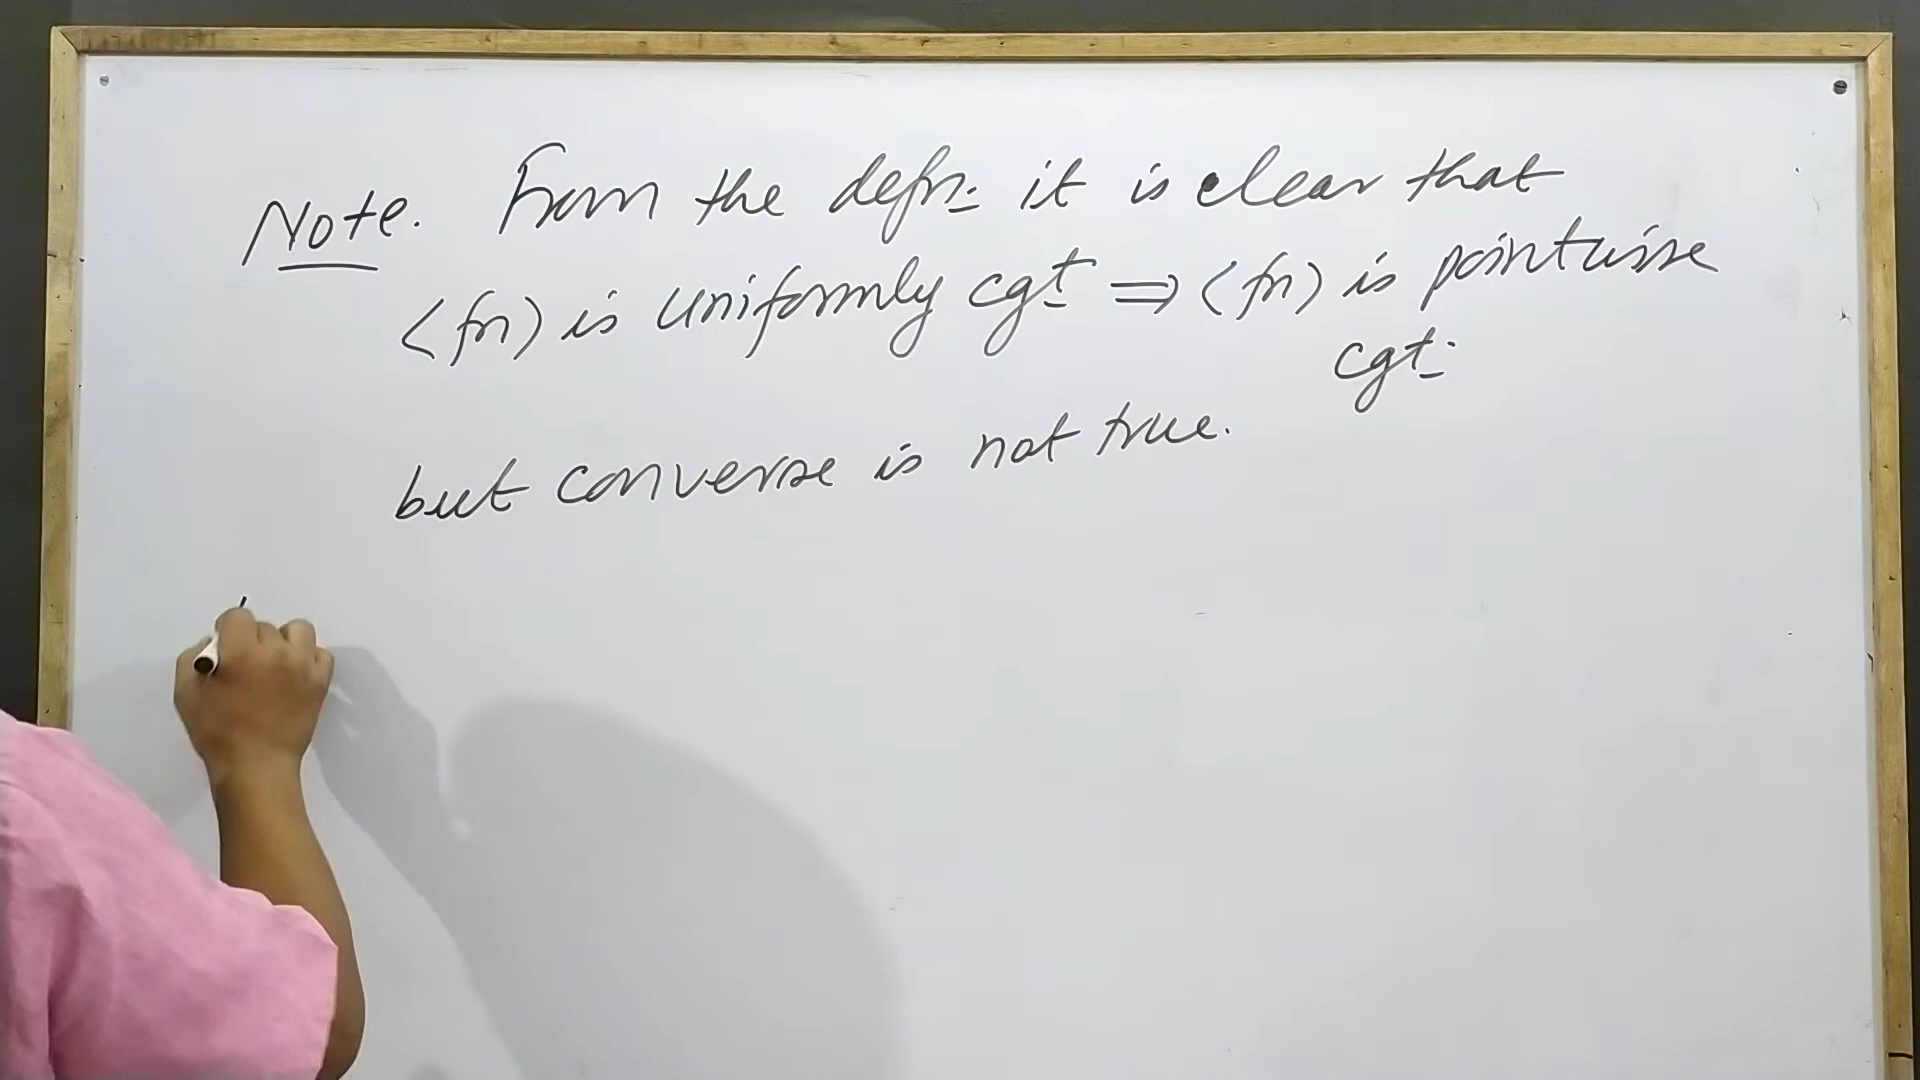 Note. From the defn. it is clear that
<fn> is uniformly cgt ⇒ <fn> is pointwise
cgt.
but converse is not true.